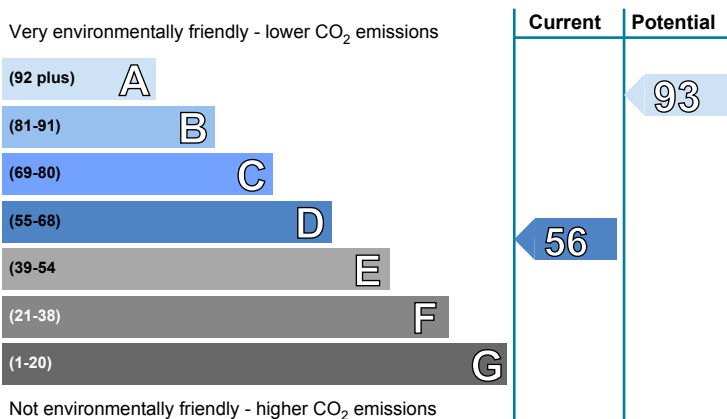 Current Potential
Very environmentally friendly - lower CO2 emissions
(92 plus) A
93
(81-91) B
(69-80) C
(55-68) D
56
(39-54 E
(21-38) F
(1-20) G
Not environmentally friendly - higher CO2 emissions